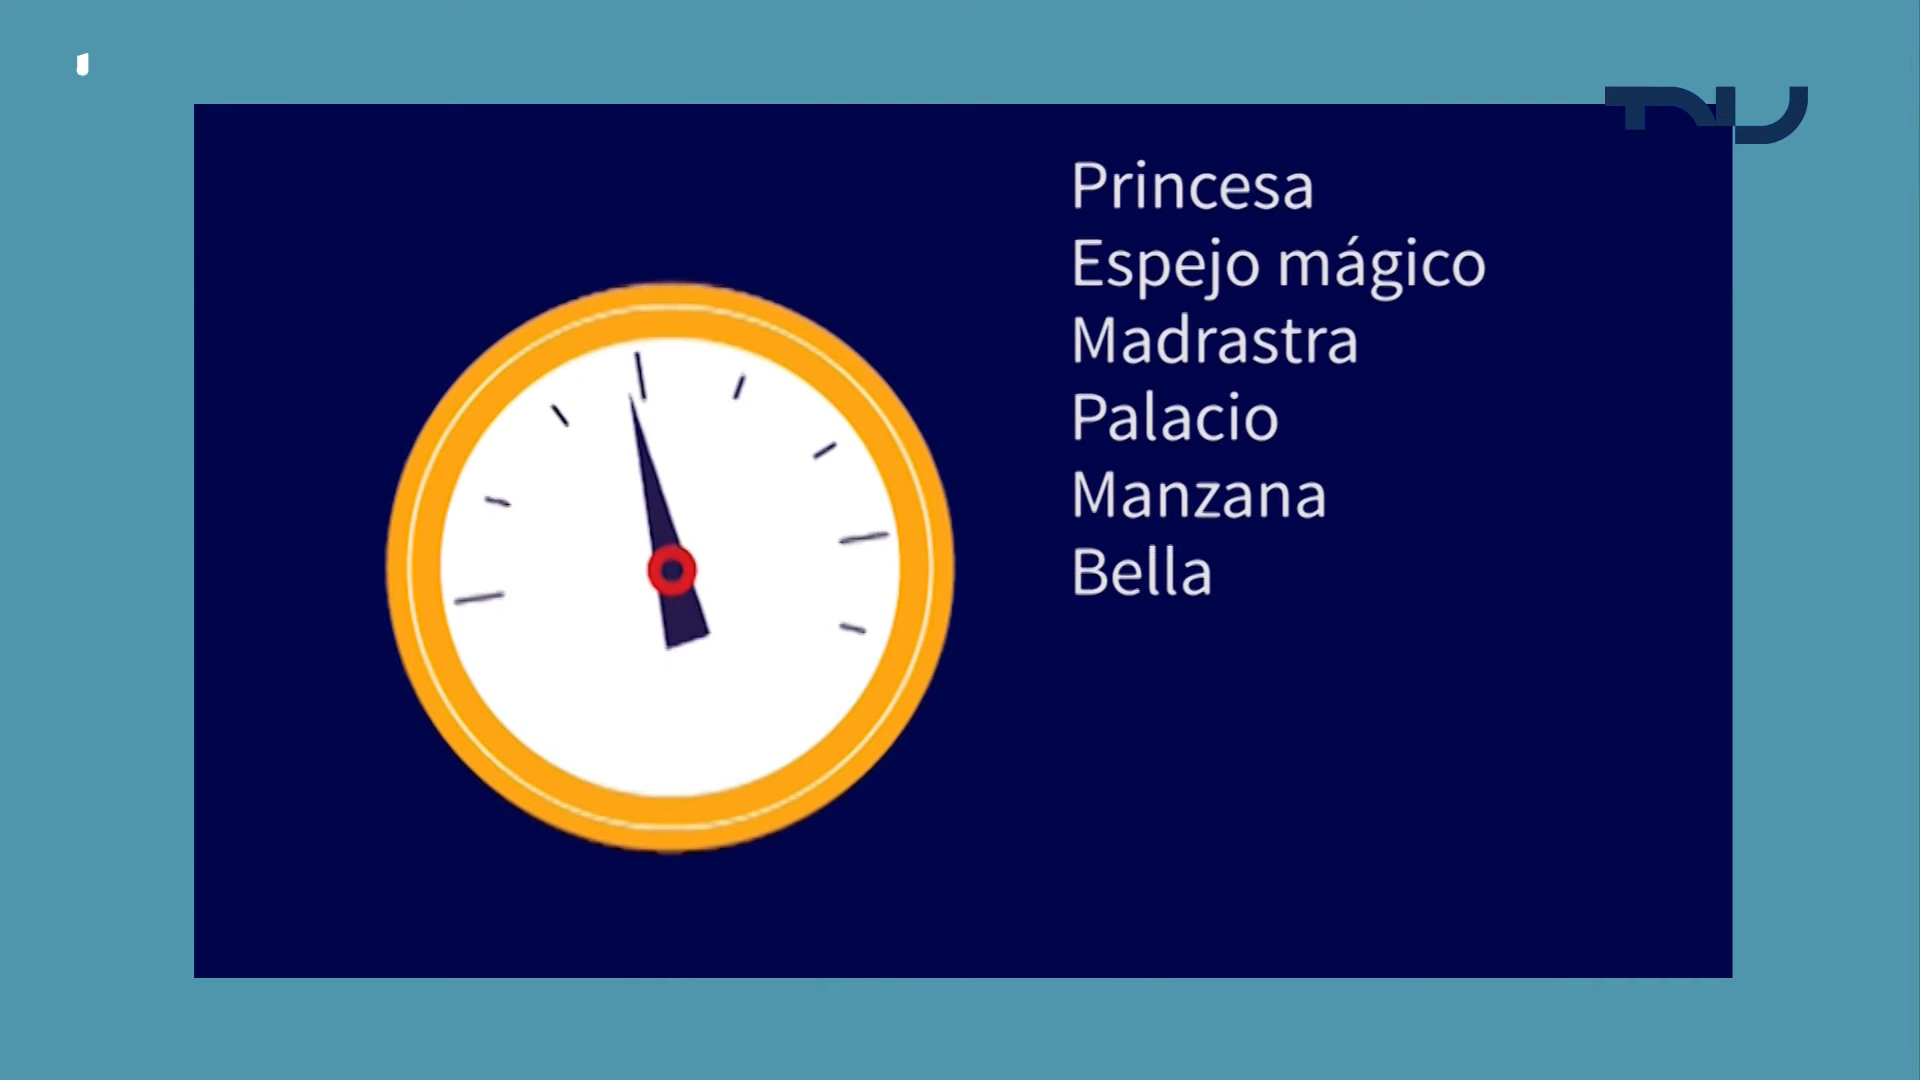 Princesa
Espejo mágico
Madrastra
Palacio
Manzana
Bella